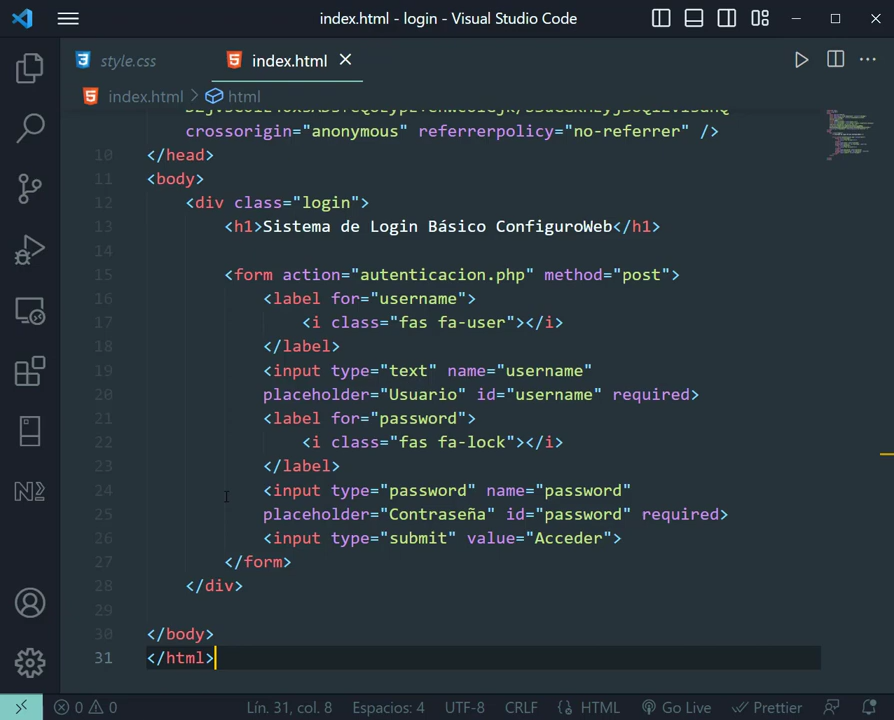 index.html - login - Visual Studio Code
style.css
index.html
index.html > html
crossorigin="anonymous" referrerpolicy="no-referrer" />
10 </head>
11 <body>
12 <div class="login">
13 <h1>Sistema de Login Básico ConfiguroWeb</h1>
14
15 <form action="autenticacion.php" method="post">
16 <label for="username">
17 <i class="fas fa-user"></i>
18 </label>
19 <input type="text" name="username"
20 placeholder="Usuario" id="username" required>
21 <label for="password">
22 <i class="fas fa-lock"></i>
23 </label>
24 <input type="password" name="password"
25 placeholder="Contraseña" id="password" required>
26 <input type="submit" value="Acceder">
27 </form>
28 </div>
29
30 </body>
31 </html>
0 0 Lín. 31, col. 8 Espacios: 4 UTF-8 CRLF HTML Go Live Prettier